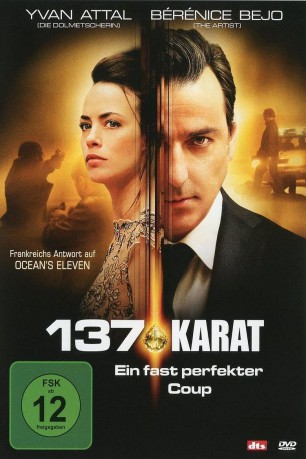 YVAN ATTAL BÉRÉNICE BEJO
(DIE DOLMETSCHERIN) (THE ARTIST)
Frankreichs Antwort auf
OCEAN'S ELEVEN
137 KARAT
Ein fast perfekter
Coup
FSK
ab
12
freigegeben
dts
DVD